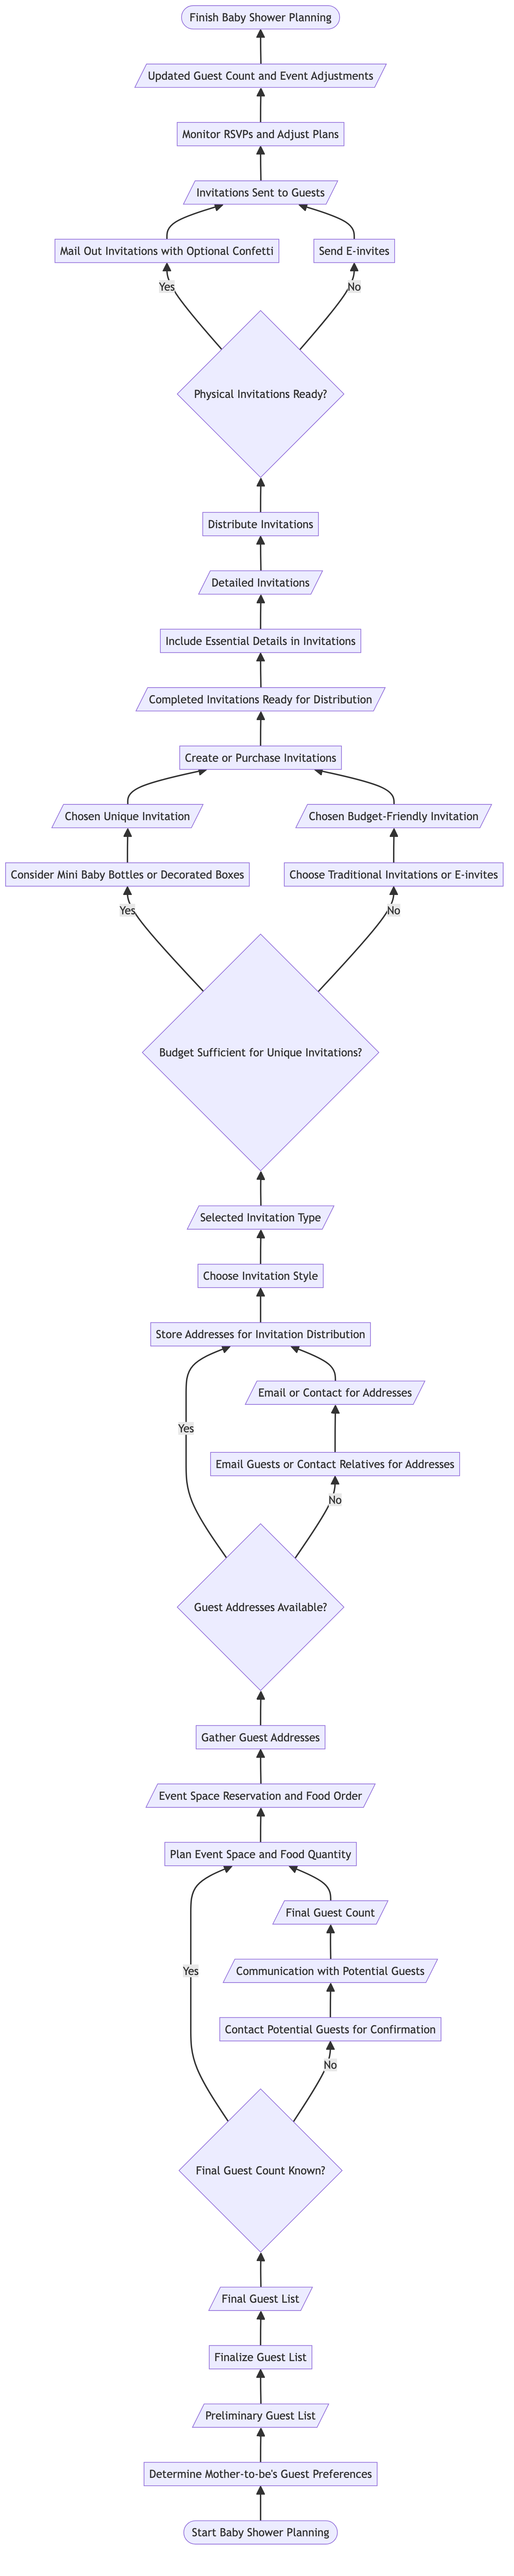 Finish Baby Shower Planning
Updated Guest Count and Event Adjustments
Monitor RSVPs and Adjust Plans
Invitations Sent to Guests
Mail Out Invitations with Optional Confetti
Send E-invites
Yes
No
Physical Invitations Ready?
Distribute Invitations
Detailed Invitations
Include Essential Details in Invitations
Completed Invitations Ready for Distribution
Create or Purchase Invitations
Chosen Unique Invitation
Chosen Budget-Friendly Invitation
Consider Mini Baby Bottles or Decorated Boxes
Choose Traditional Invitations or E-invites
Yes
No
Budget Sufficient for Unique Invitations?
Selected Invitation Type
Choose Invitation Style
Store Addresses for Invitation Distribution
Email or Contact for Addresses
Yes
Email Guests or Contact Relatives for Addresses
No
Guest Addresses Available?
Gather Guest Addresses
Event Space Reservation and Food Order
Plan Event Space and Food Quantity
Final Guest Count
Yes
Communication with Potential Guests
Contact Potential Guests for Confirmation
No
Final Guest Count Known?
Final Guest List
Finalize Guest List
Preliminary Guest List
Determine Mother-to-be's Guest Preferences
Start Baby Shower Planning